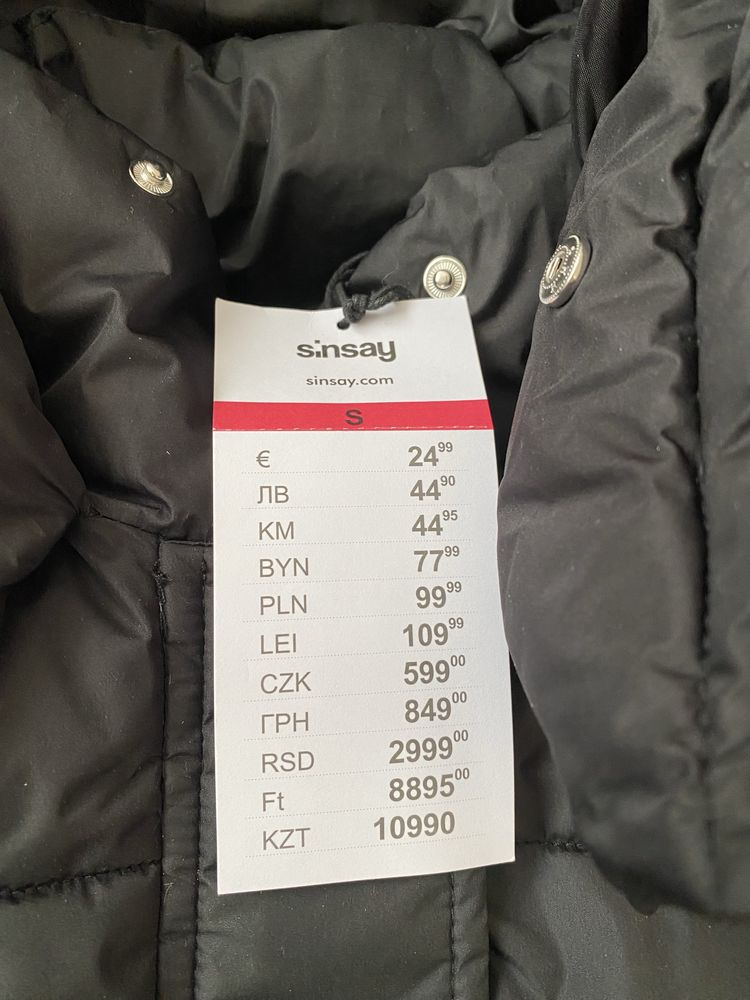 sinsay
sinsay.com
S
€ 24⁹⁹
ЛВ 44⁹⁰
KM 44⁹⁵
BYN 77⁹⁹
PLN 99⁹⁹
LEI 109⁹⁹
CZK 599⁰⁰
ГРН 849⁰⁰
RSD 2999⁰⁰
Ft 8895⁰⁰
KZT 10990